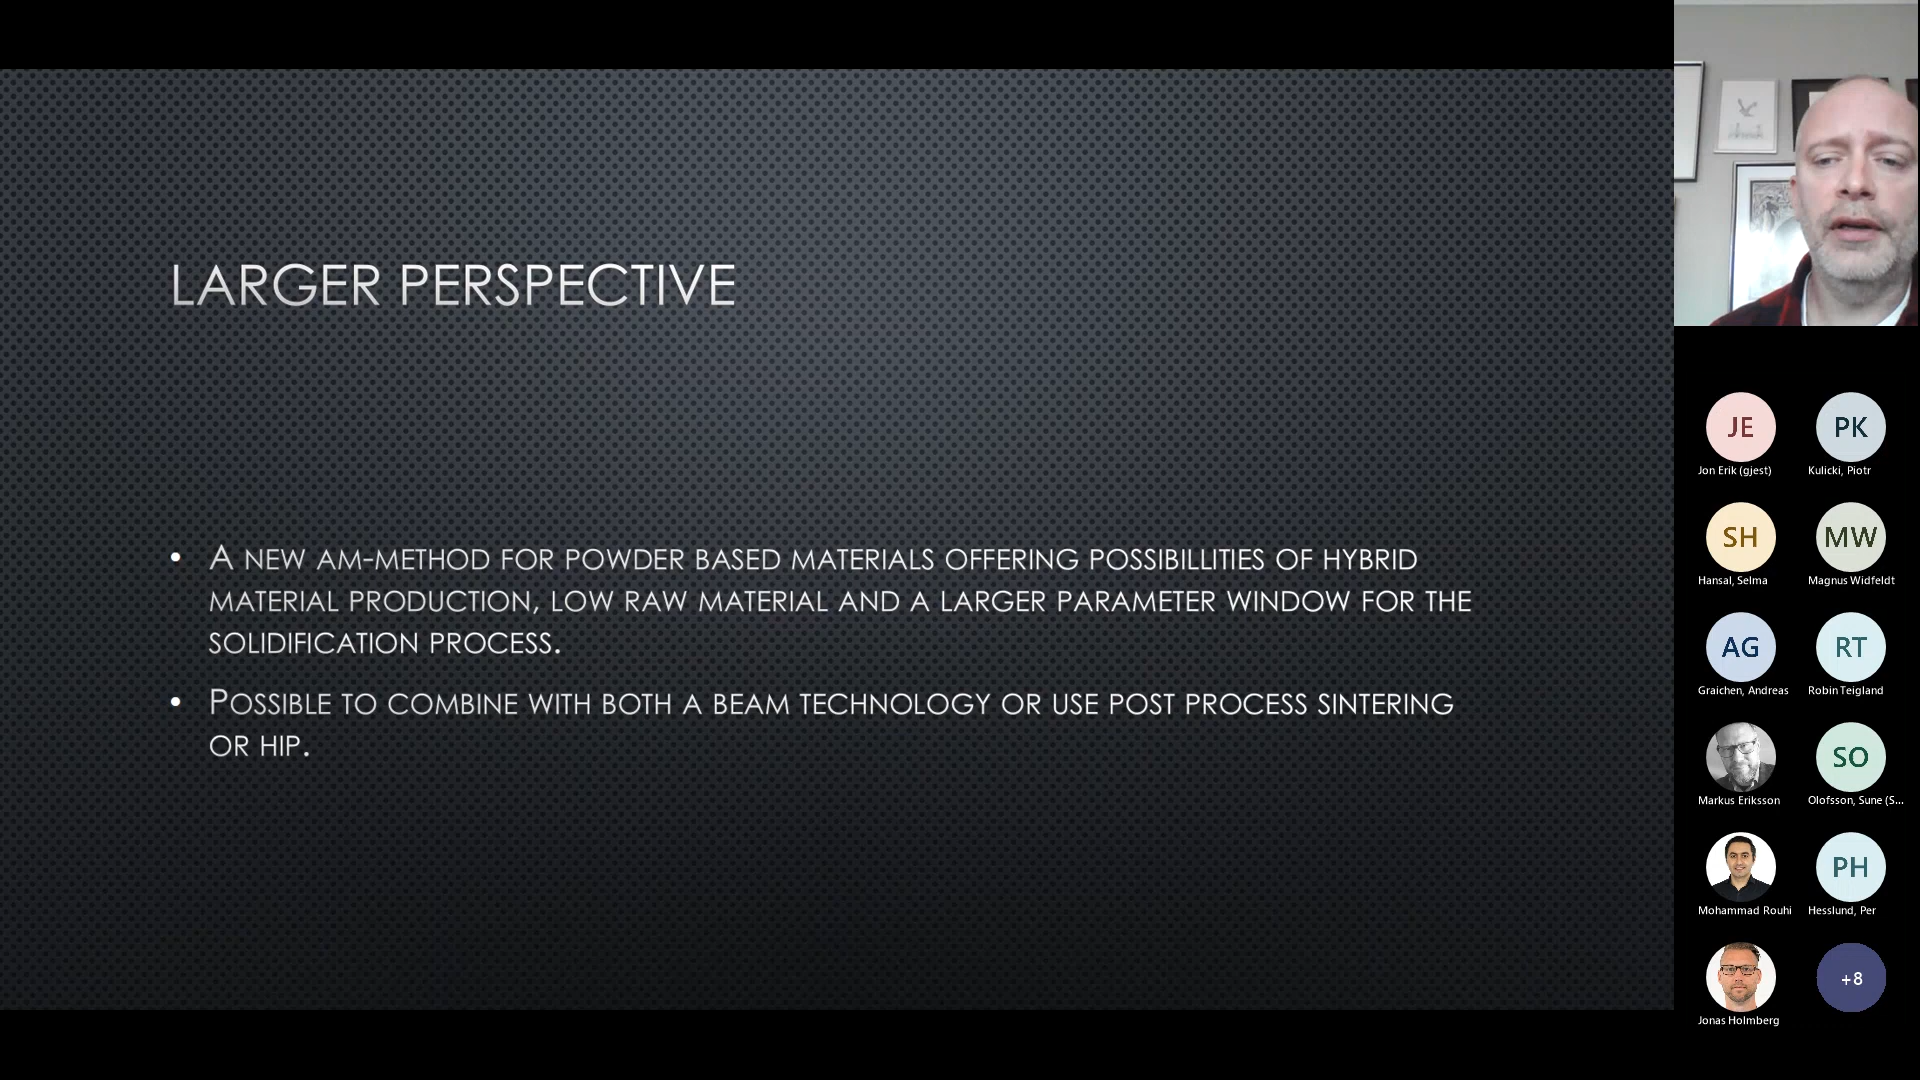 LARGER PERSPECTIVE
• A NEW AM-METHOD FOR POWDER BASED MATERIALS OFFERING POSSIBILLITIES OF HYBRID
MATERIAL PRODUCTION, LOW RAW MATERIAL AND A LARGER PARAMETER WINDOW FOR THE
SOLIDIFICATION PROCESS.
• POSSIBLE TO COMBINE WITH BOTH A BEAM TECHNOLOGY OR USE POST PROCESS SINTERING
OR HIP.
JE
PK
Jon Erik (gjest)
Kulicki, Piotr
SH
MW
Hansal, Selma
Magnus Widfeldt
AG
RT
Graichen, Andreas
Robin Teigland
SO
Markus Eriksson
Olofsson, Sune (S...
PH
Mohammad Rouhi
Hesslund, Per
+8
Jonas Holmberg